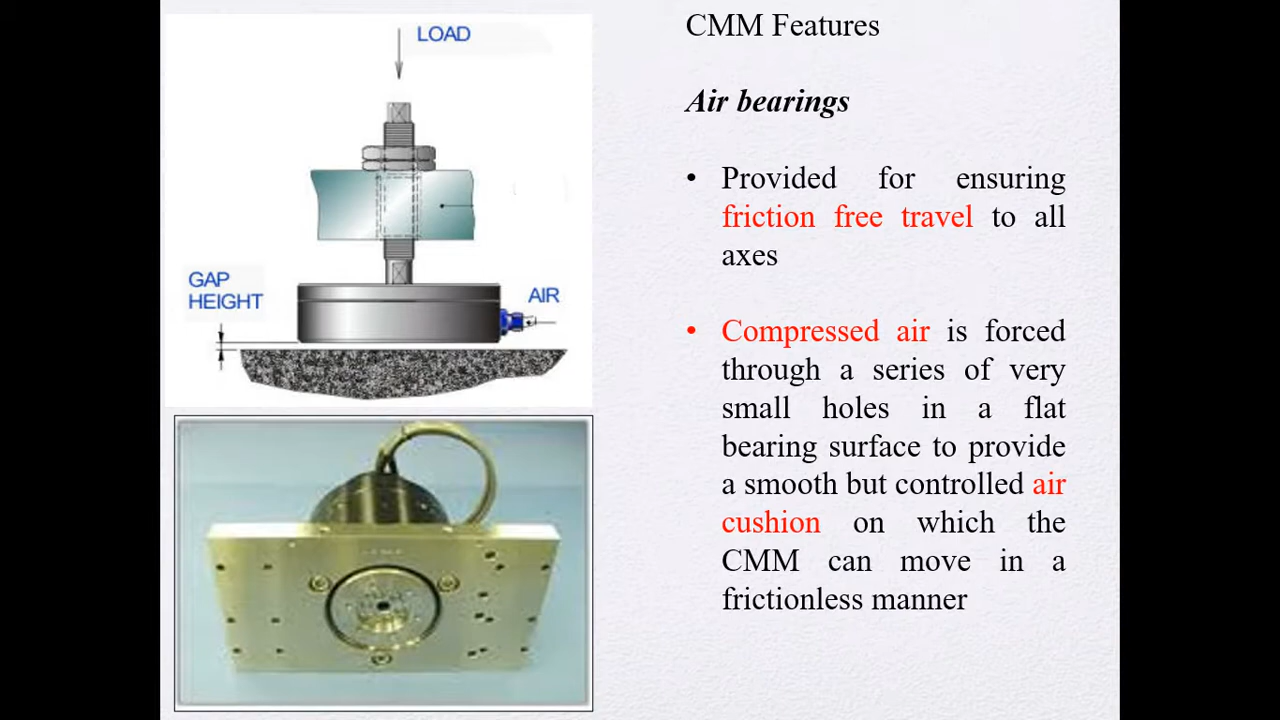 LOAD
GAP
HEIGHT
AIR
CMM Features
Air bearings
• Provided for ensuring
friction free travel to all
axes
• Compressed air is forced
through a series of very
small holes in a flat
bearing surface to provide
a smooth but controlled air
cushion on which the
CMM can move in a
frictionless manner